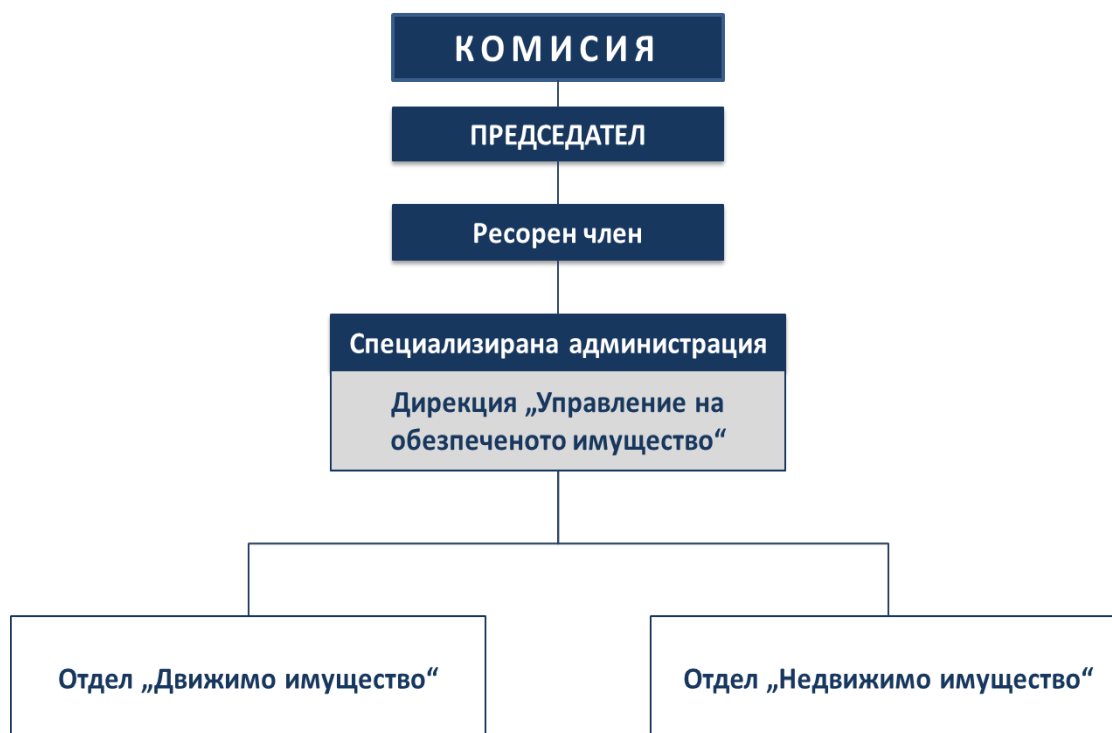 КОМИСИЯ
ПРЕДСЕДАТЕЛ
Ресорен член
Специализирана администрация
Дирекция „Управление на
обезпеченото имущество“
Отдел „Движимо имущество“
Отдел „Недвижимо имущество“